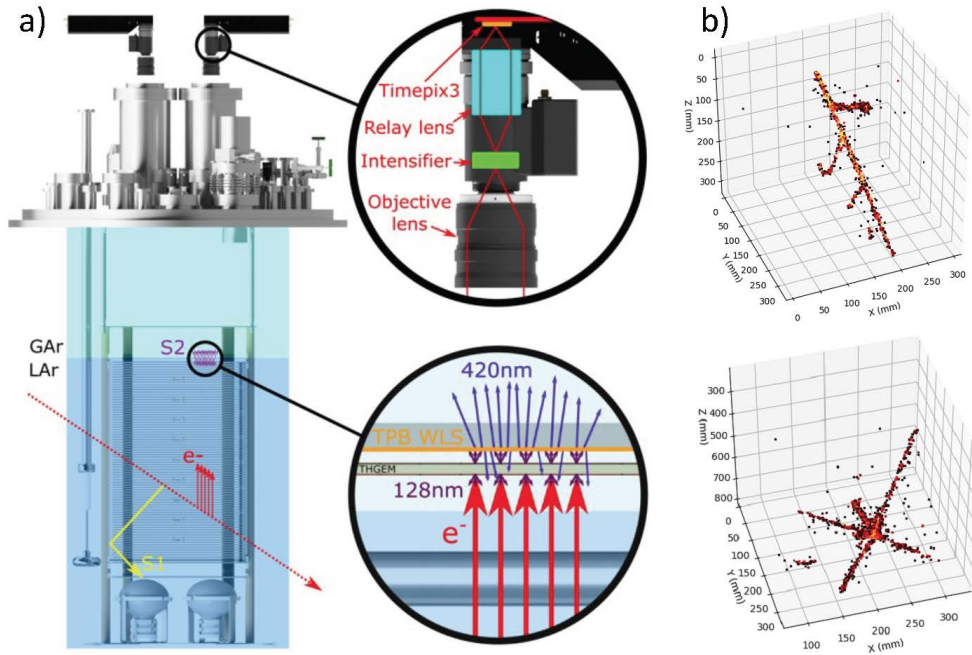 a)
Timepix3
Relay lens
Intensifier
Objective
lens
GAr
LAr
S2
e-
S1
420nm
TPB WLS
THGEM
128nm
e-
b)
0
50
100
150
200
250
300
Z (mm)
0
50
100
150
200
250
300
Y (mm)
0
50
100
150
200
250
300
X (mm)
300
400
500
600
700
800
Z (mm)
0
50
100
150
200
250
300
Y (mm)
100
150
200
250
300
X (mm)